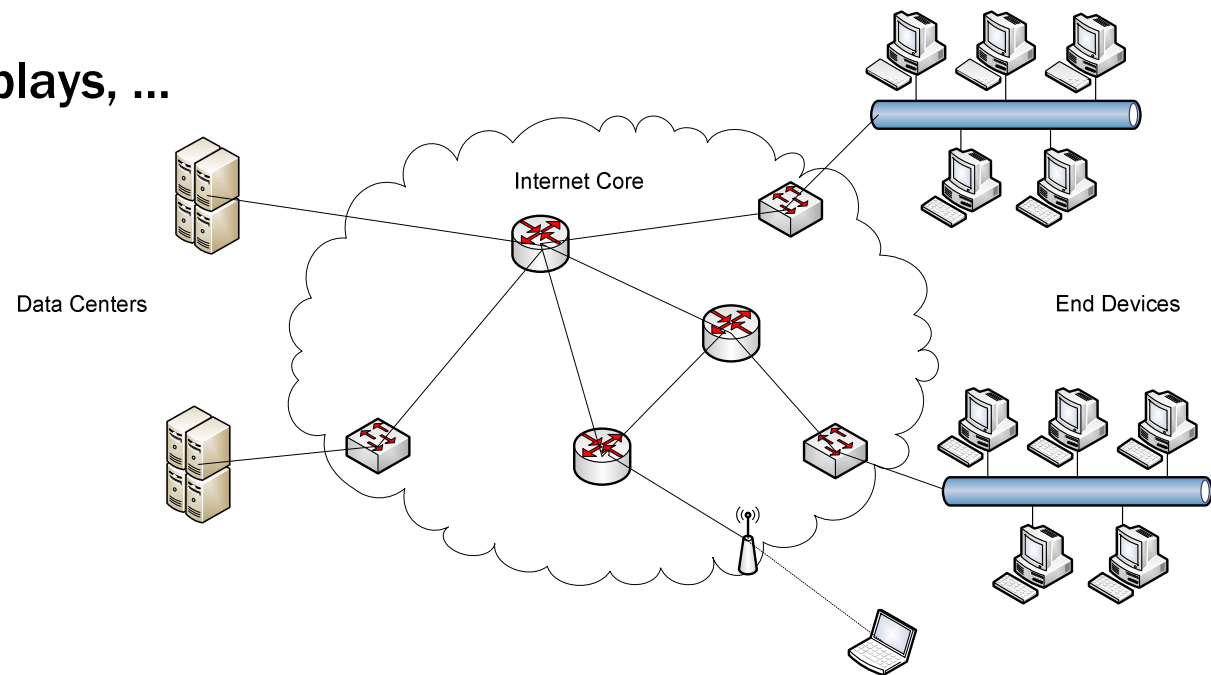 plays, ...
Internet Core
Data Centers
End Devices